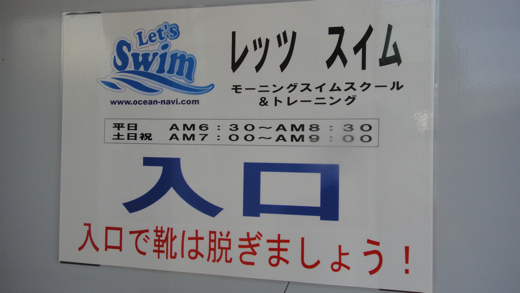 Let's
Swim
www.ocean-navi.com
レッツ スイム
モーニングスイムスクール
＆トレーニング
平日 ＡＭ６：３０～ＡＭ８：３０
土日祝 ＡＭ７：００～ＡＭ９：００
入口
入口で靴は脱ぎましょう！